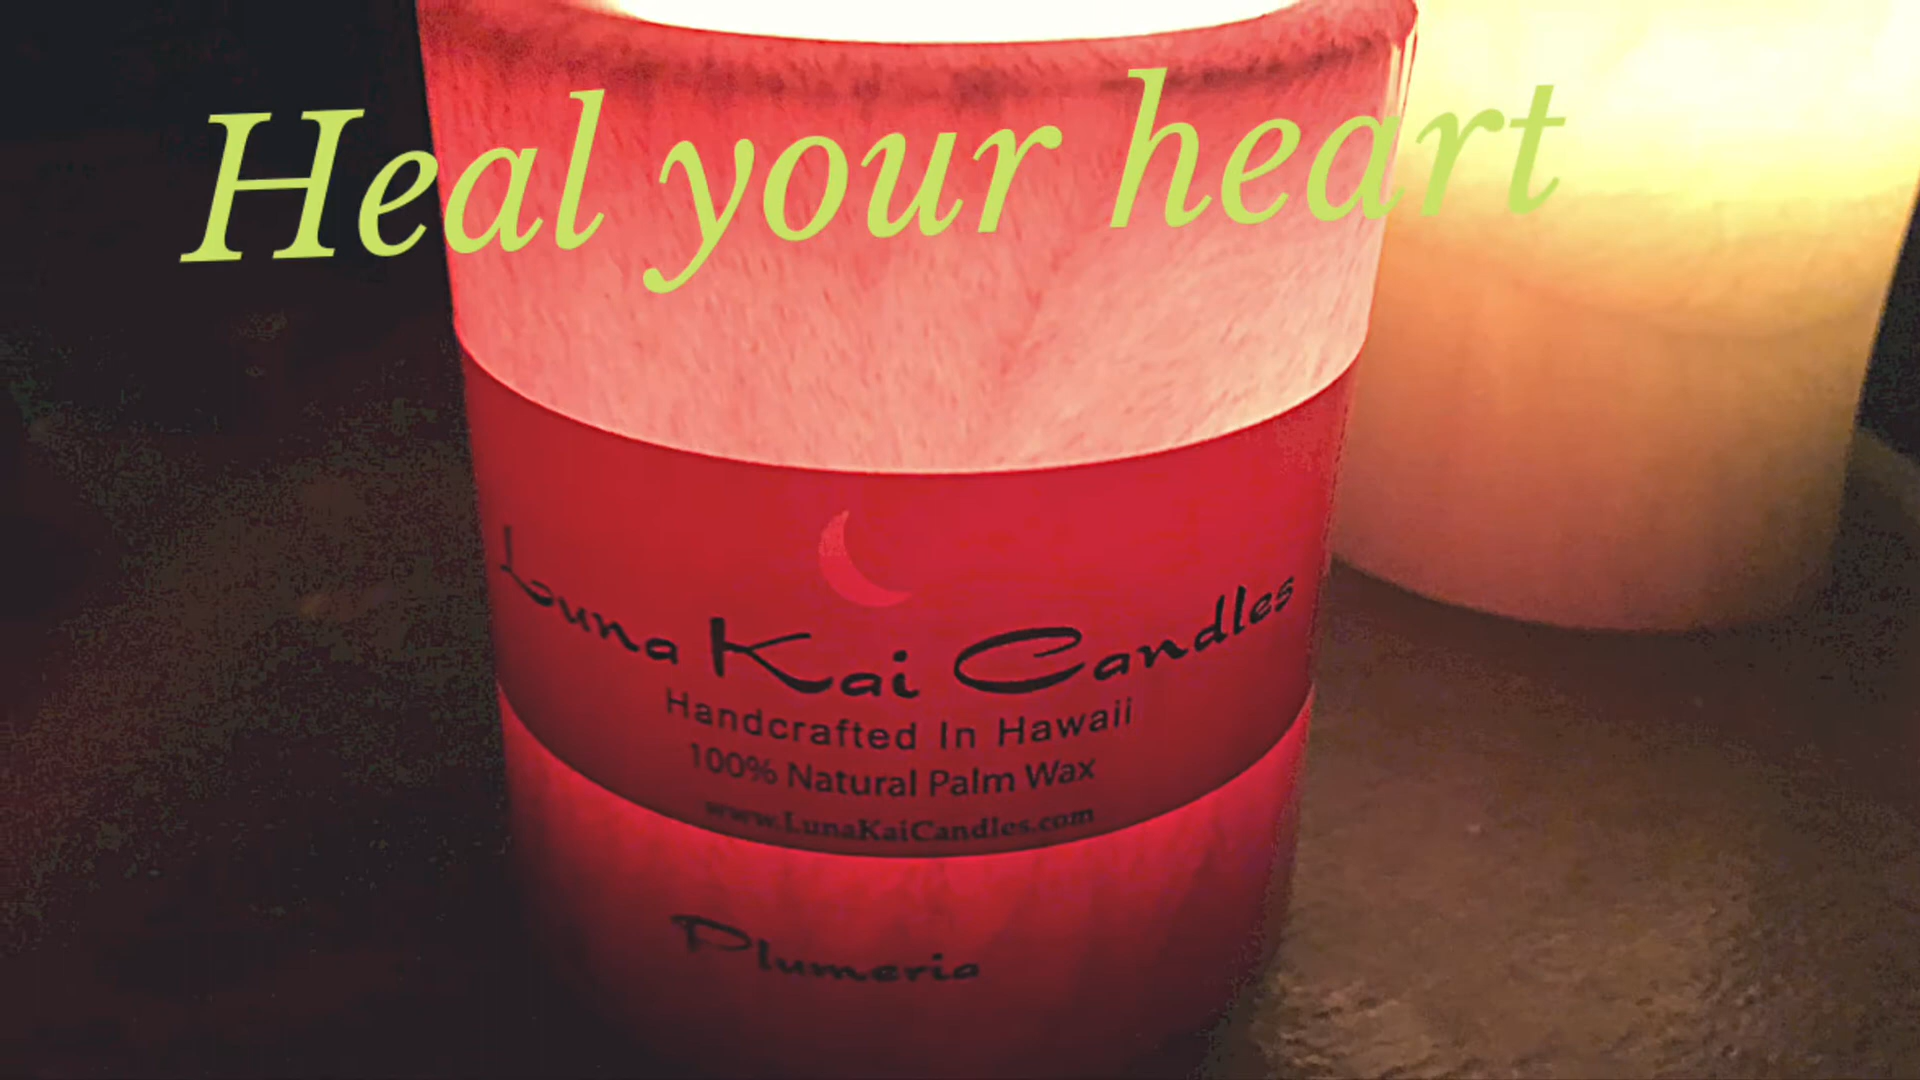 Heal your heart
Luna Kai Candles
Handcrafted In Hawaii
100% Natural Palm Wax
www.LunaKaiCandles.com
Plumeria